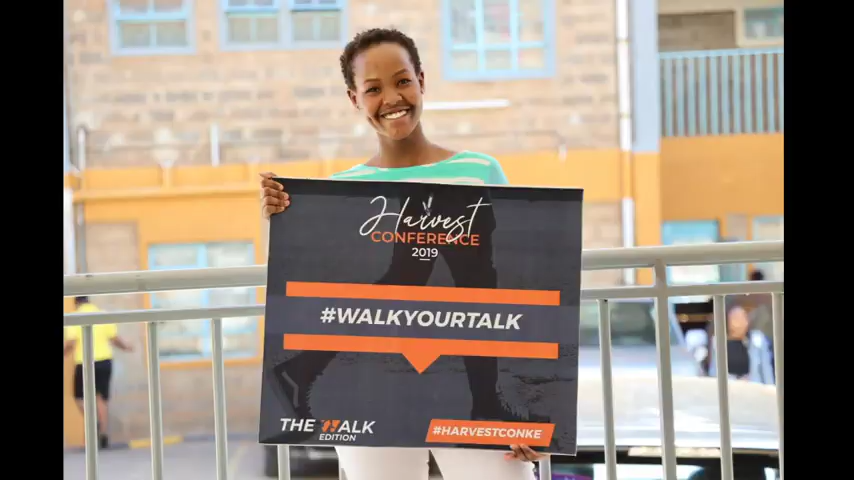 Harvest
CONFERENCE
2019
#WALKYOURTALK
THE WALK
EDITION
#HARVESTCONKE